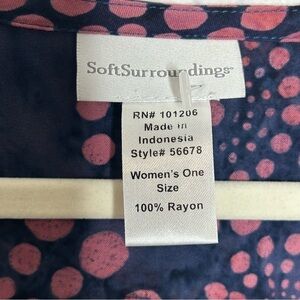 SoftSurroundings
RN# 101206
Made in
Indonesia
Style# 56678
Women's One
Size
100% Rayon